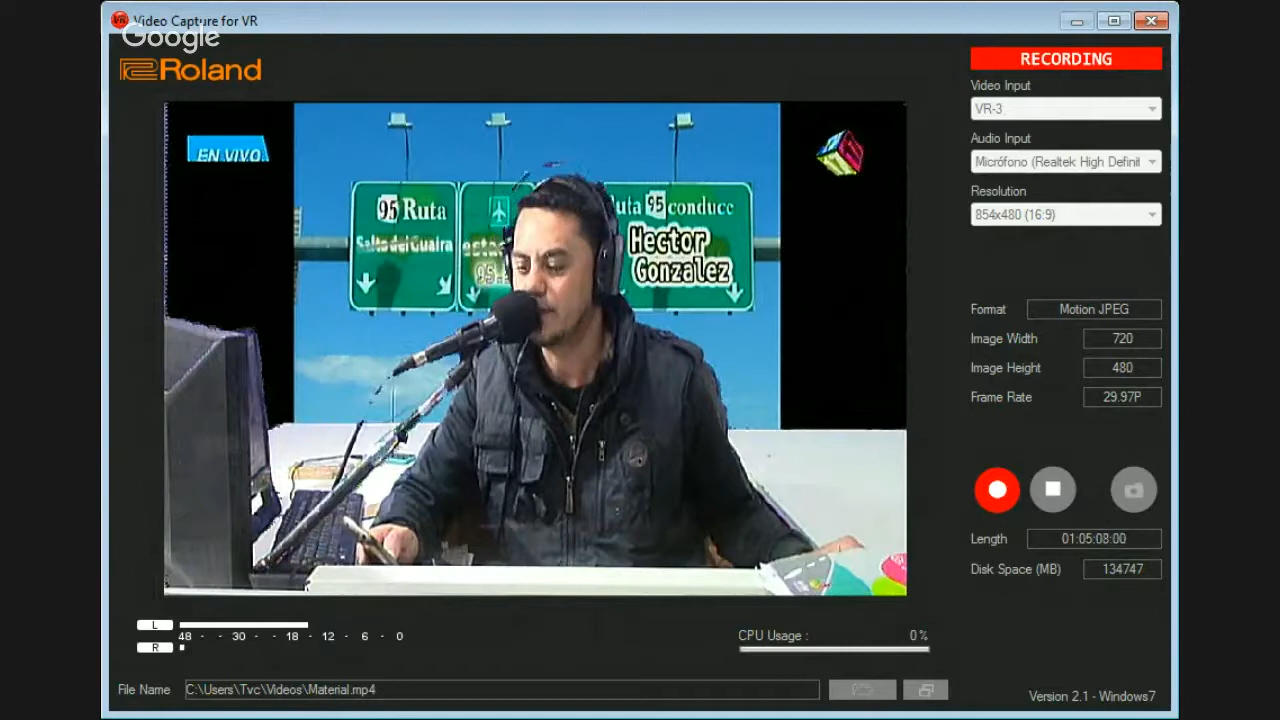 Video Capture for VR
Google
Roland
RECORDING
Video Input
VR-3
Audio Input
Micrófono (Realtek High Definit
Resolution
854x480 (16:9)
EN VIVO
95 Ruta
Salto del Guaira
95 conduce
Hector
Gonzalez
Format Motion JPEG
Image Width 720
Image Height 480
Frame Rate 29.97P
Length 01:05:08:00
Disk Space (MB) 134747
L
48 - - 30 - - 18 - 12 - 6 - 0
R
CPU Usage : 0 %
File Name C:\Users\Tvc\Videos\Material.mp4
Version 2.1 - Windows7